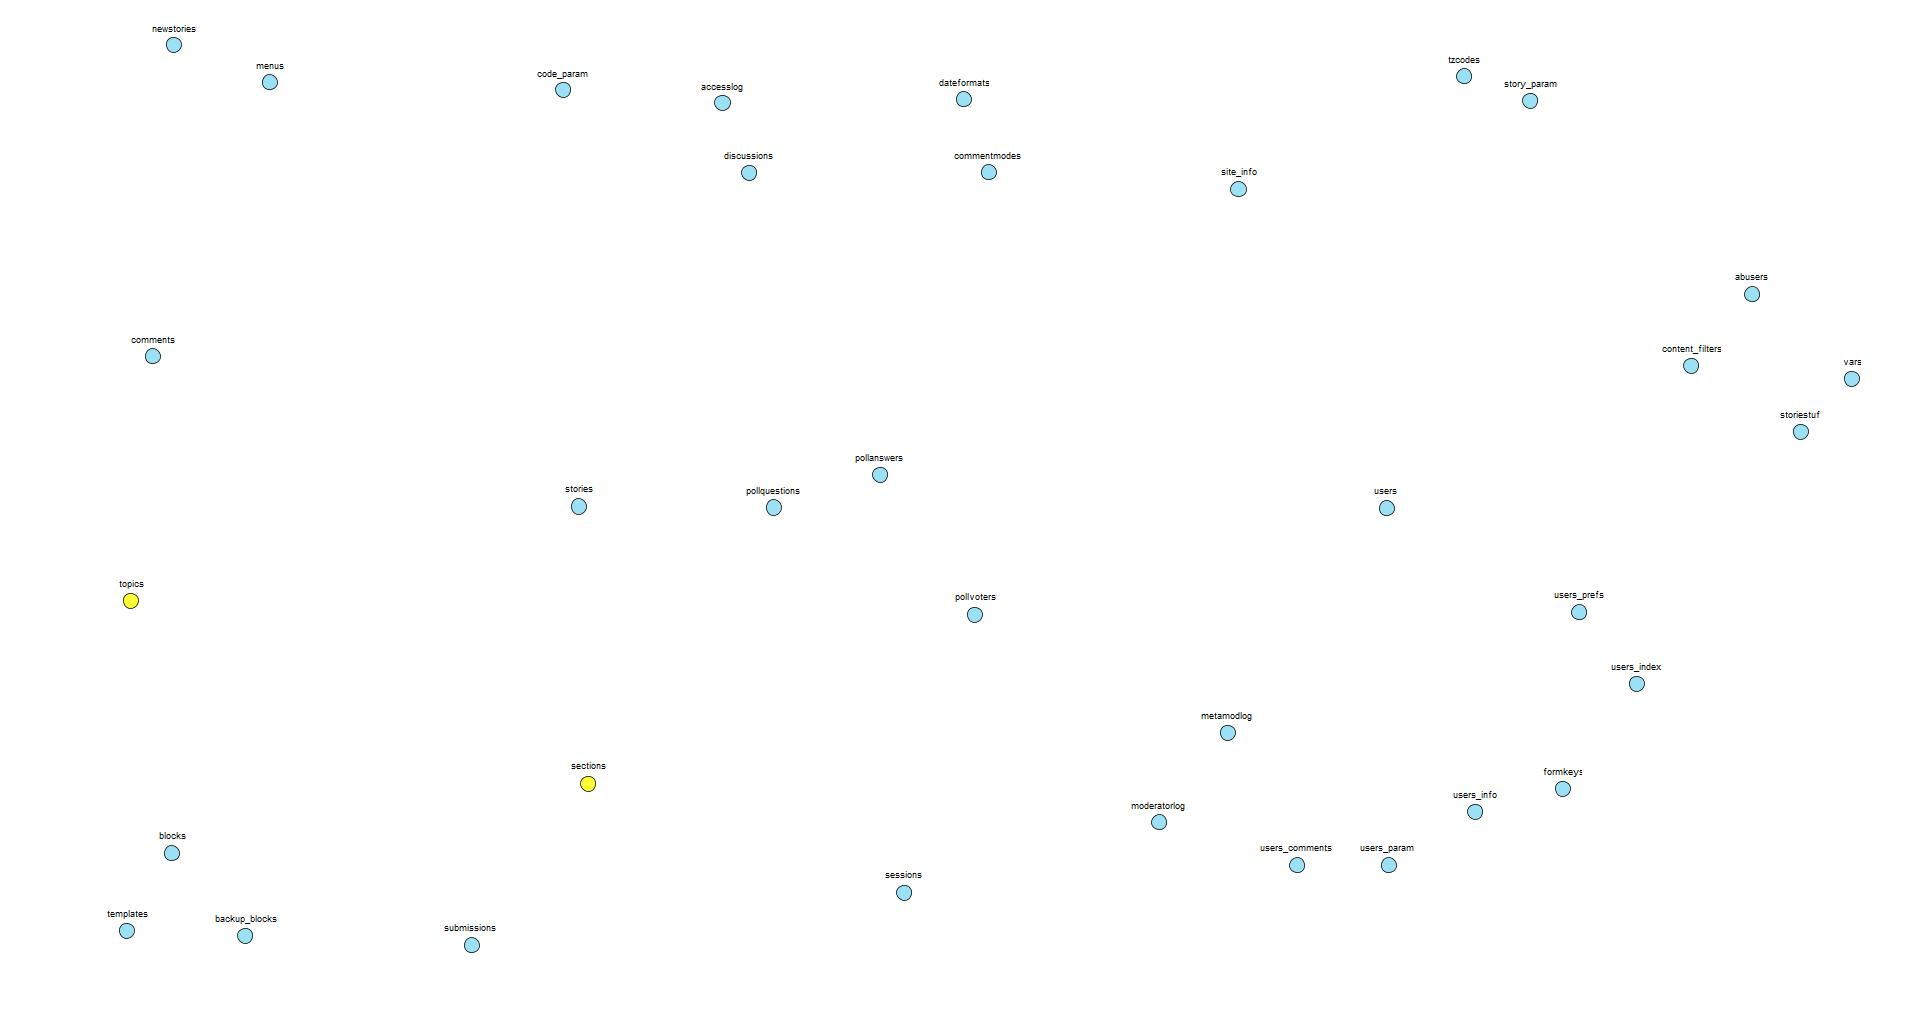 newstories
menus
code_param
accesslog
dateformats
tzcodes
story_param
discussions
commentmodes
site_info
abusers
comments
content_filters
vars
storiestuf
pollanswers
stories
pollquestions
users
topics
pollvoters
users_prefs
users_index
metamodlog
sections
formkeys
users_info
moderatorlog
blocks
users_comments
users_param
sessions
templates
backup_blocks
submissions